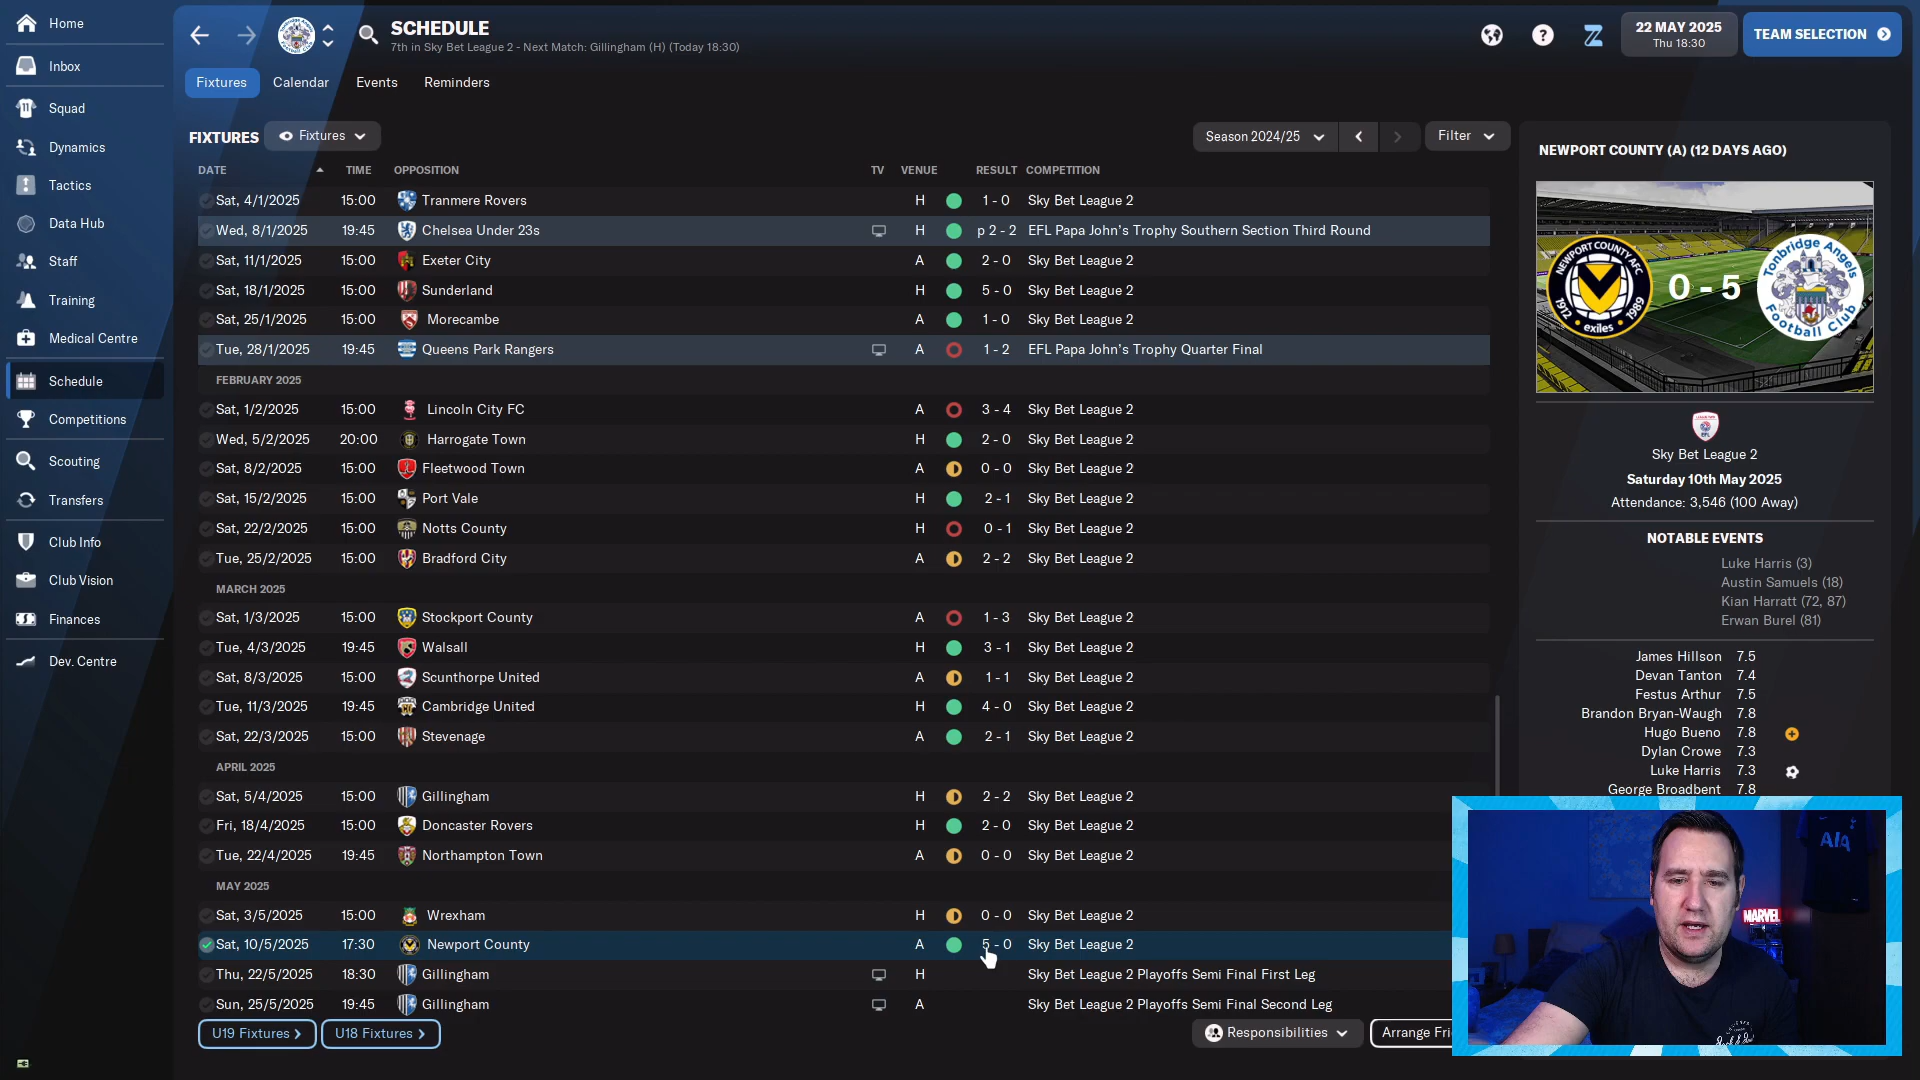 Home
Inbox
Squad
Dynamics
Tactics
Data Hub
Staff
Training
Medical Centre
Schedule
Competitions
Scouting
Transfers
Club Info
Club Vision
Finances
Dev. Centre
SCHEDULE
7th in Sky Bet League 2 - Next Match: Gillingham (H) (Today 18:30)
22 MAY 2025
Thu 18:30
TEAM SELECTION
Fixtures Calendar Events Reminders
FIXTURES Fixtures Season 2024/25 Filter
DATE TIME OPPOSITION TV VENUE RESULT COMPETITION
Sat, 4/1/2025 15:00 Tranmere Rovers H 1 - 0 Sky Bet League 2
Wed, 8/1/2025 19:45 Chelsea Under 23s H p 2 - 2 EFL Papa John's Trophy Southern Section Third Round
Sat, 11/1/2025 15:00 Exeter City A 2 - 0 Sky Bet League 2
Sat, 18/1/2025 15:00 Sunderland H 5 - 0 Sky Bet League 2
Sat, 25/1/2025 15:00 Morecambe A 1 - 0 Sky Bet League 2
Tue, 28/1/2025 19:45 Queens Park Rangers A 1 - 2 EFL Papa John's Trophy Quarter Final
FEBRUARY 2025
Sat, 1/2/2025 15:00 Lincoln City FC A 3 - 4 Sky Bet League 2
Wed, 5/2/2025 20:00 Harrogate Town H 2 - 0 Sky Bet League 2
Sat, 8/2/2025 15:00 Fleetwood Town A 0 - 0 Sky Bet League 2
Sat, 15/2/2025 15:00 Port Vale H 2 - 1 Sky Bet League 2
Sat, 22/2/2025 15:00 Notts County H 0 - 1 Sky Bet League 2
Tue, 25/2/2025 15:00 Bradford City A 2 - 2 Sky Bet League 2
MARCH 2025
Sat, 1/3/2025 15:00 Stockport County A 1 - 3 Sky Bet League 2
Tue, 4/3/2025 19:45 Walsall H 3 - 1 Sky Bet League 2
Sat, 8/3/2025 15:00 Scunthorpe United A 1 - 1 Sky Bet League 2
Tue, 11/3/2025 19:45 Cambridge United H 4 - 0 Sky Bet League 2
Sat, 22/3/2025 15:00 Stevenage A 2 - 1 Sky Bet League 2
APRIL 2025
Sat, 5/4/2025 15:00 Gillingham H 2 - 2 Sky Bet League 2
Fri, 18/4/2025 15:00 Doncaster Rovers H 2 - 0 Sky Bet League 2
Tue, 22/4/2025 19:45 Northampton Town A 0 - 0 Sky Bet League 2
MAY 2025
Sat, 3/5/2025 15:00 Wrexham H 0 - 0 Sky Bet League 2
Sat, 10/5/2025 17:30 Newport County A 5 - 0 Sky Bet League 2
Thu, 22/5/2025 18:30 Gillingham H Sky Bet League 2 Playoffs Semi Final First Leg
Sun, 25/5/2025 19:45 Gillingham A Sky Bet League 2 Playoffs Semi Final Second Leg
U19 Fixtures U18 Fixtures Responsibilities Arrange Fri
NEWPORT COUNTY (A) (12 DAYS AGO)
NEWPORT COUNTY AFC
1912 exiles 1989
0 - 5
Tonbridge Angels
Football Club
Sky Bet League 2
Saturday 10th May 2025
Attendance: 3,546 (100 Away)
NOTABLE EVENTS
Luke Harris (3)
Austin Samuels (18)
Kian Harratt (72, 87)
Erwan Burel (81)
James Hillson 7.5
Devan Tanton 7.4
Festus Arthur 7.5
Brandon Bryan-Waugh 7.8
Hugo Bueno 7.8
Dylan Crowe 7.3
Luke Harris 7.3
George Broadbent 7.8
AIA
MARVEL